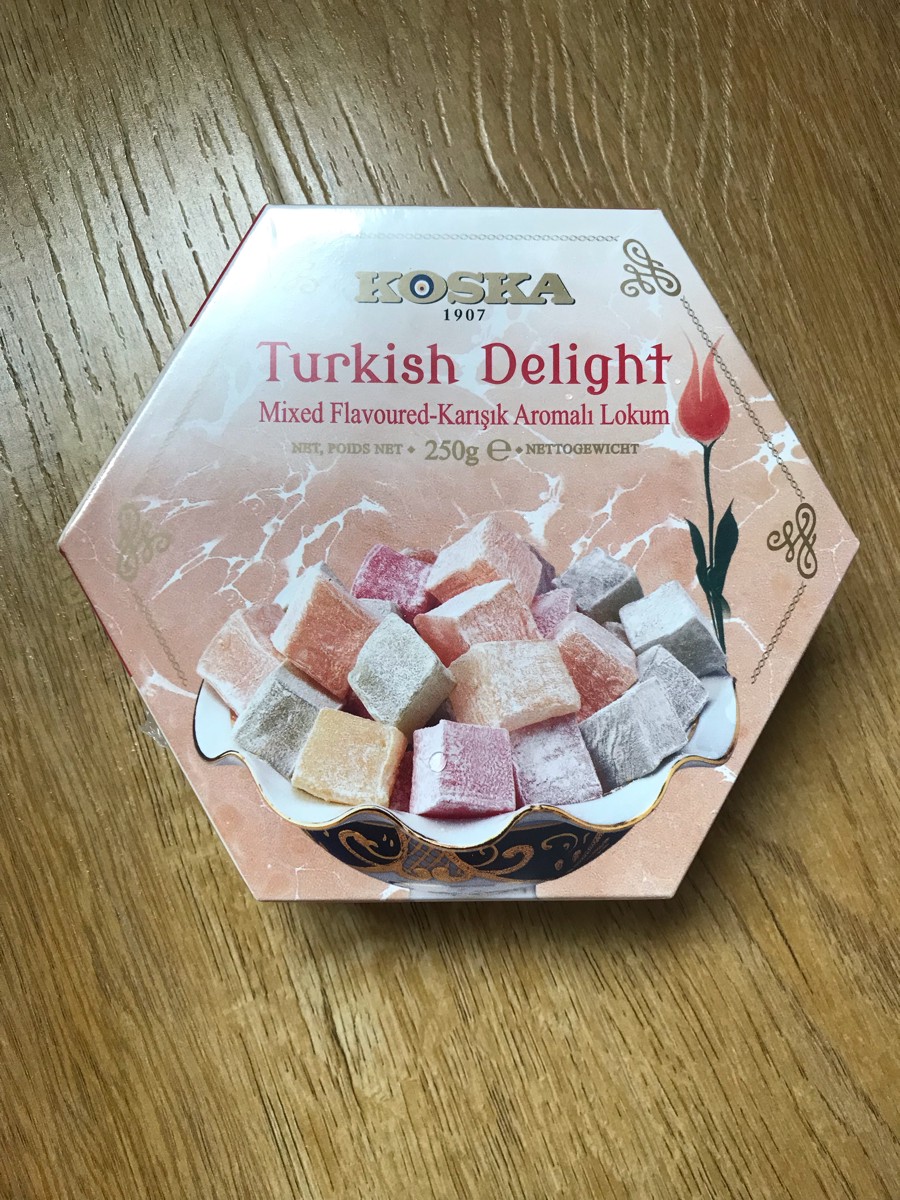 KOSKA
1907
Turkish Delight
Mixed Flavoured-Karışık Aromalı Lokum
NET, POIDS NET • 250g ℮ • NETTOGEWICHT